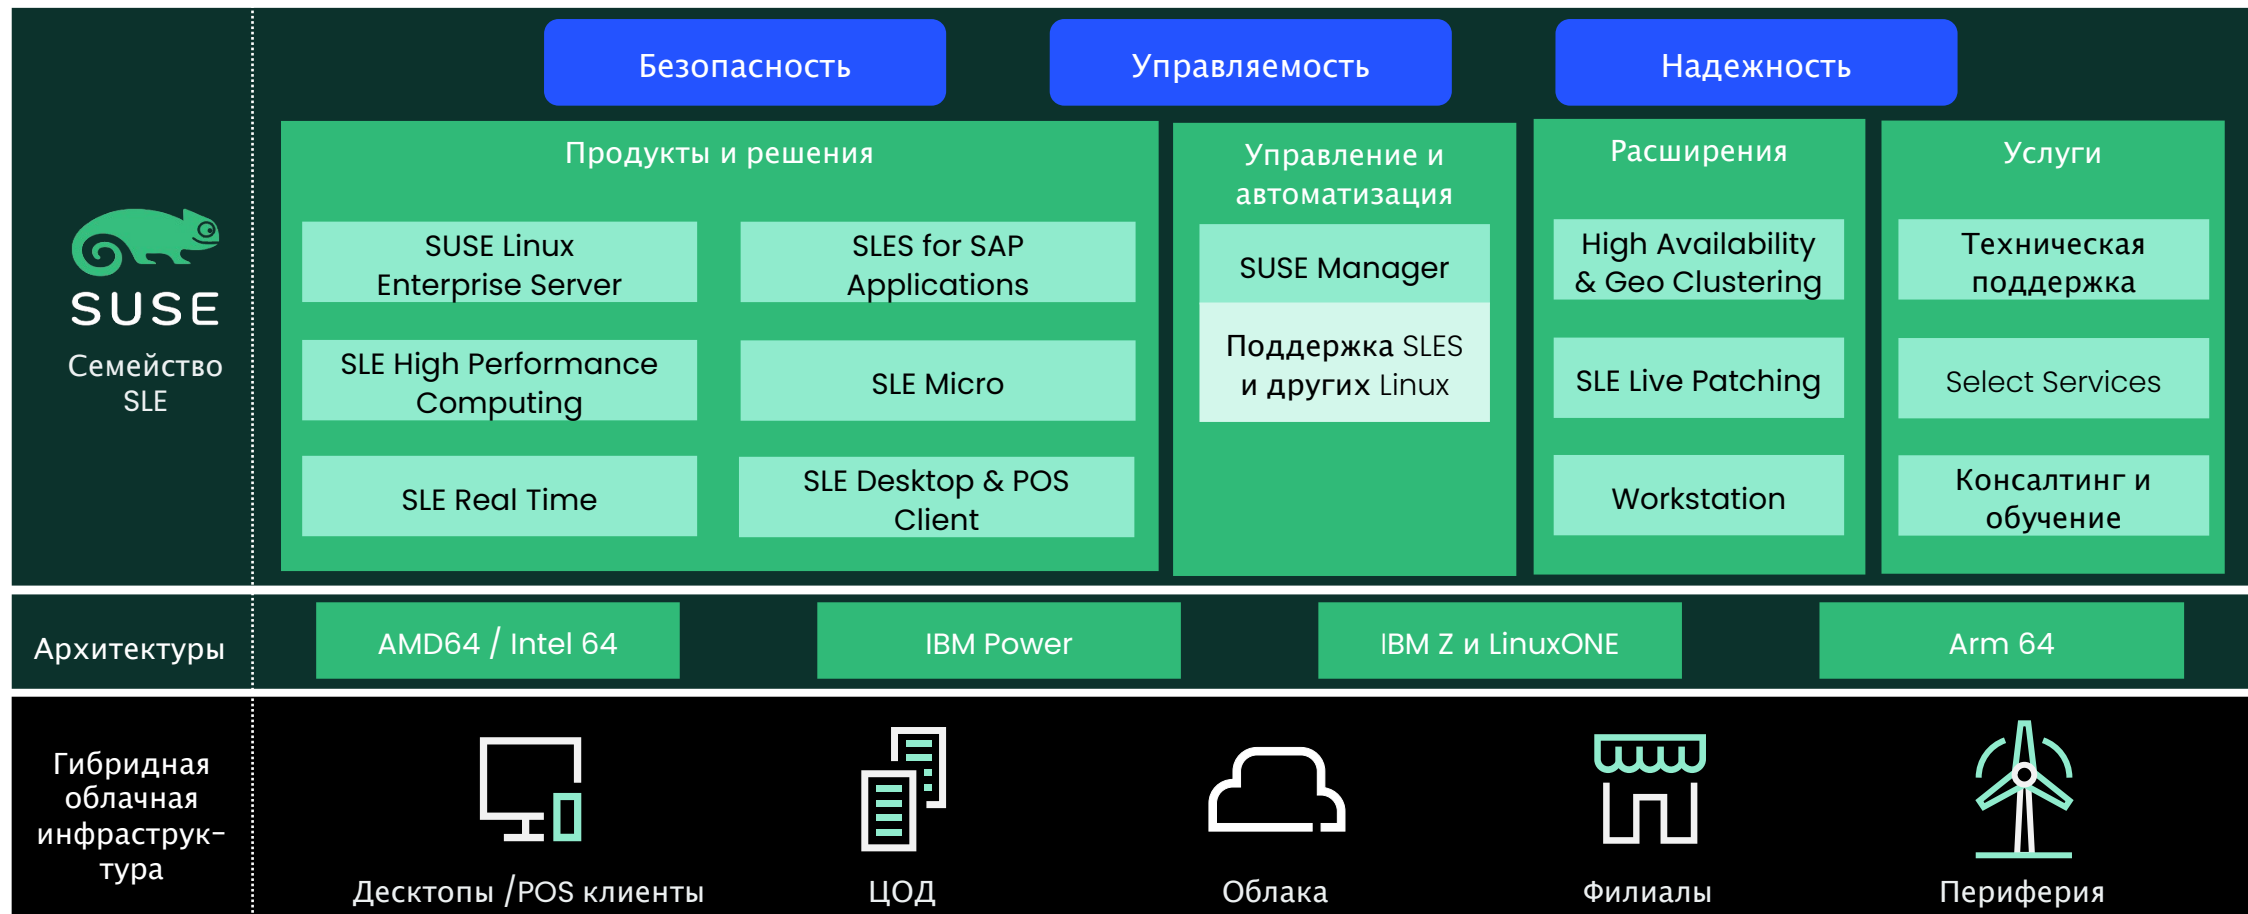 Безопасность
Управляемость
Надежность
SUSE
Семейство
SLE
Продукты и решения
SUSE Linux
Enterprise Server
SLES for SAP
Applications
SLE High Performance
Computing
SLE Micro
SLE Real Time
SLE Desktop & POS
Client
Управление и
автоматизация
SUSE Manager
Поддержка SLES
и других Linux
Расширения
High Availability
& Geo Clustering
SLE Live Patching
Workstation
Услуги
Техническая
поддержка
Select Services
Консалтинг и
обучение
Архитектуры
AMD64 / Intel 64
IBM Power
IBM Z и LinuxONE
Arm 64
Гибридная
облачная
инфраструк-
тура
Десктопы /POS клиенты
ЦОД
Облака
Филиалы
Периферия